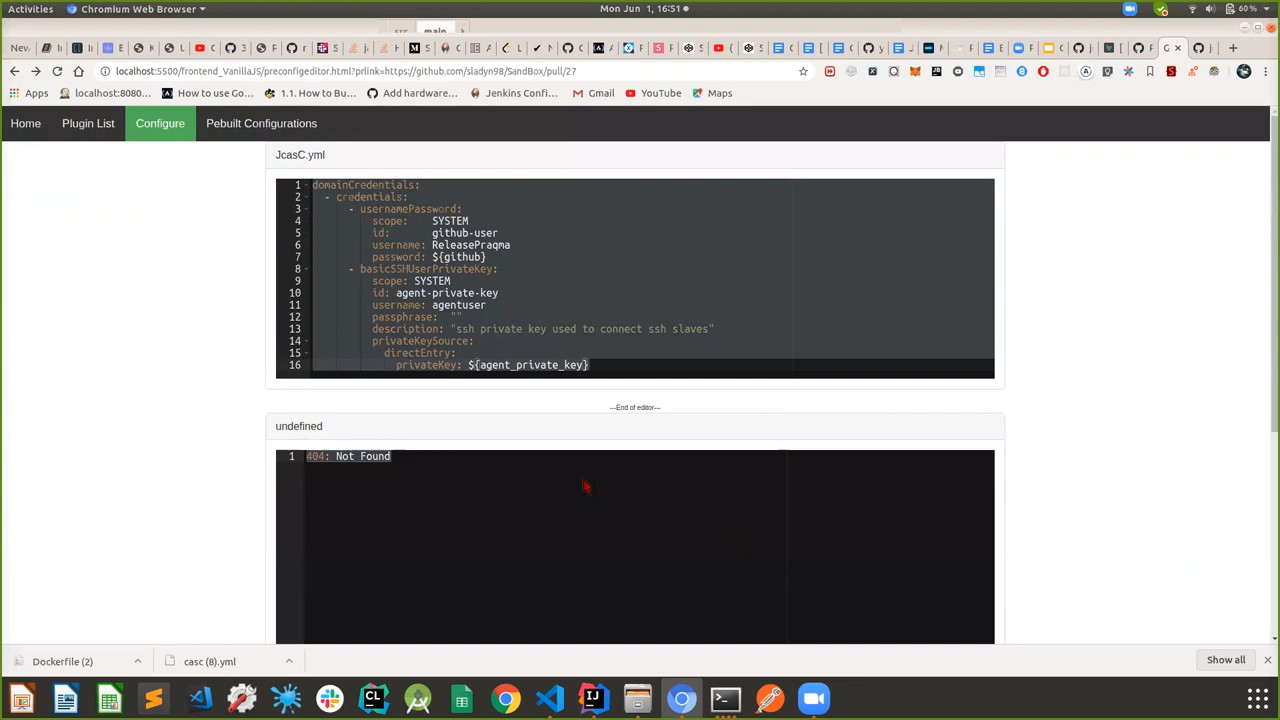 Activities
Chromium Web Browser
Mon Jun 1, 16:51
60 %
src
main
localhost:5500/frontend_VanillaJS/preconfigeditor.html?prlink=https://github.com/sladyn98/SandBox/pull/27
Apps
localhost:8080...
How to use Go...
1.1. How to Bu...
Add hardware...
Jenkins Confi...
Gmail
YouTube
Maps
Home
Plugin List
Configure
Pebuilt Configurations
JcasC.yml
1 domainCredentials:
2 - credentials:
3 - usernamePassword:
4 scope: SYSTEM
5 id: github-user
6 username: ReleasePraqma
7 password: ${github}
8 - basicSSHUserPrivateKey:
9 scope: SYSTEM
10 id: agent-private-key
11 username: agentuser
12 passphrase: ""
13 description: "ssh private key used to connect ssh slaves"
14 privateKeySource:
15 directEntry:
16 privateKey: ${agent_private_key}
---End of editor---
undefined
1 404: Not Found
Dockerfile (2)
casc (8).yml
Show all